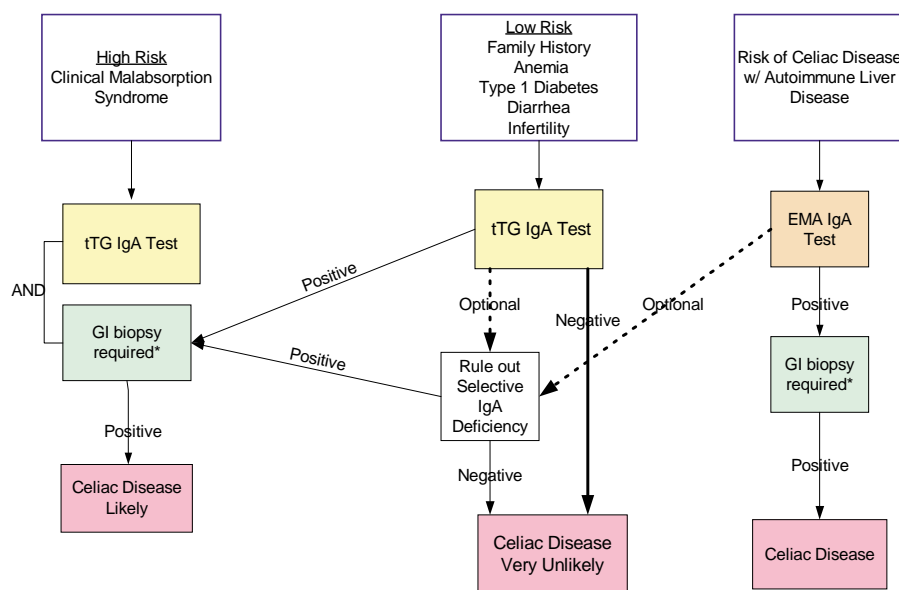 High Risk
Clinical Malabsorption
Syndrome
Low Risk
Family History
Anemia
Type 1 Diabetes
Diarrhea
Infertility
Risk of Celiac Disease
w/ Autoimmune Liver
Disease
tTG IgA Test
AND
GI biopsy
required*
Positive
Celiac Disease
Likely
tTG IgA Test
Positive
Optional
Negative
Positive
Rule out
Selective
IgA
Deficiency
Negative
Celiac Disease
Very Unlikely
EMA IgA
Test
Optional
Positive
GI biopsy
required*
Positive
Celiac Disease